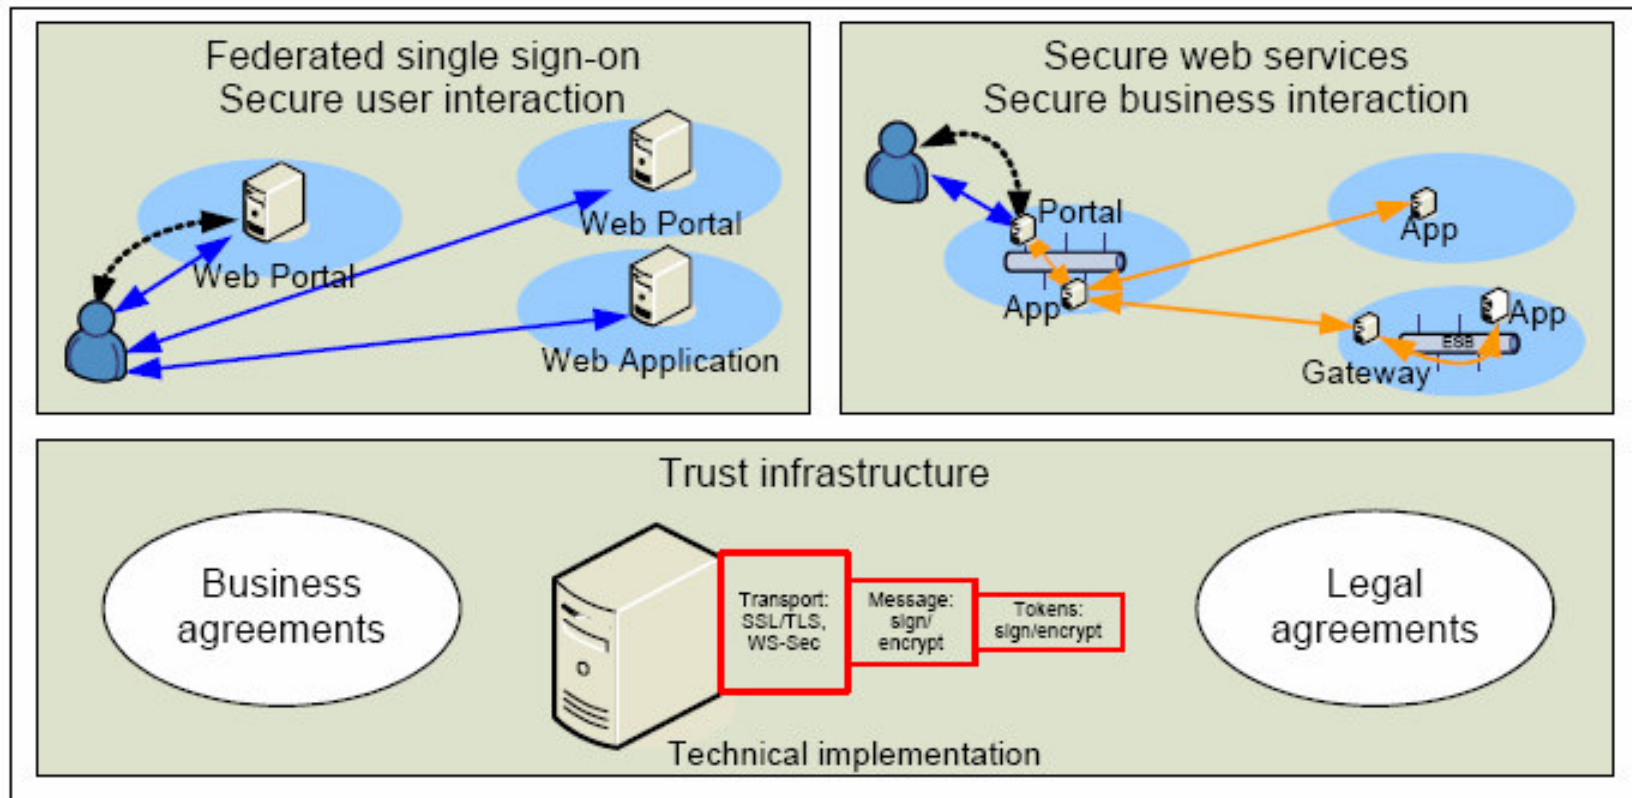 Federated single sign-on
Secure user interaction
Web Portal
Web Portal
Web Application
Secure web services
Secure business interaction
Portal
App
App
App
ESB
Gateway
Trust infrastructure
Business
agreements
Transport:
SSL/TLS,
WS-Sec
Message:
sign/
encrypt
Tokens:
sign/encrypt
Legal
agreements
Technical implementation